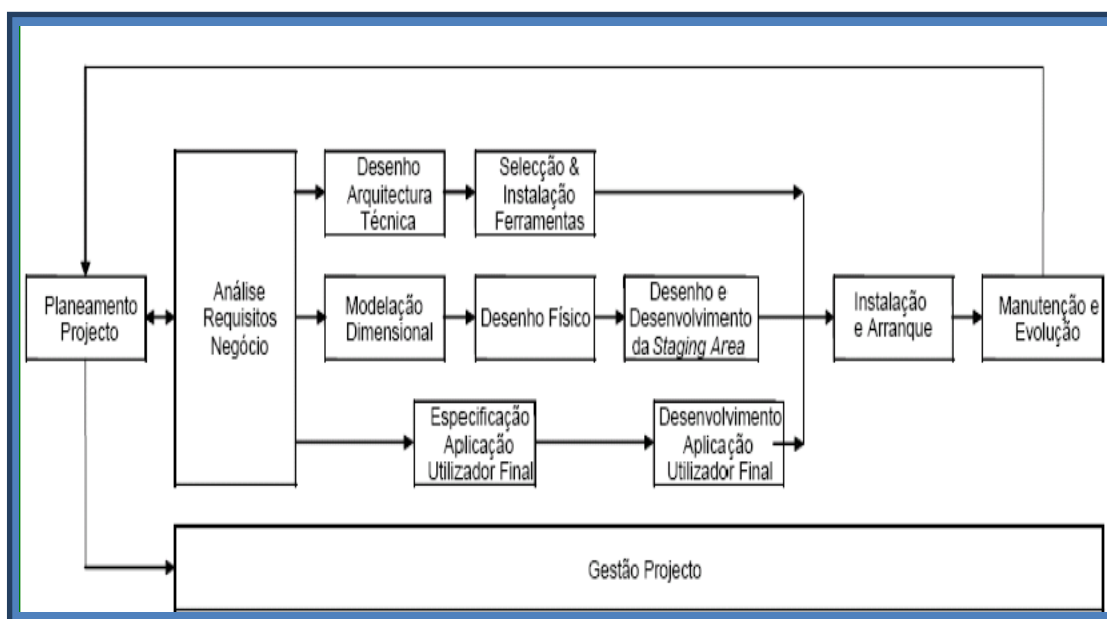 Desenho
Arquitectura
Técnica
Selecção &
Instalação
Ferramentas
Planeamento
Projecto
Análise
Requisitos
Negócio
Modelação
Dimensional
Desenho Físico
Desenho e
Desenvolvimento
da Staging Area
Instalação
e Arranque
Manutenção e
Evolução
Especificação
Aplicação
Utilizador Final
Desenvolvimento
Aplicação
Utilizador Final
Gestão Projecto